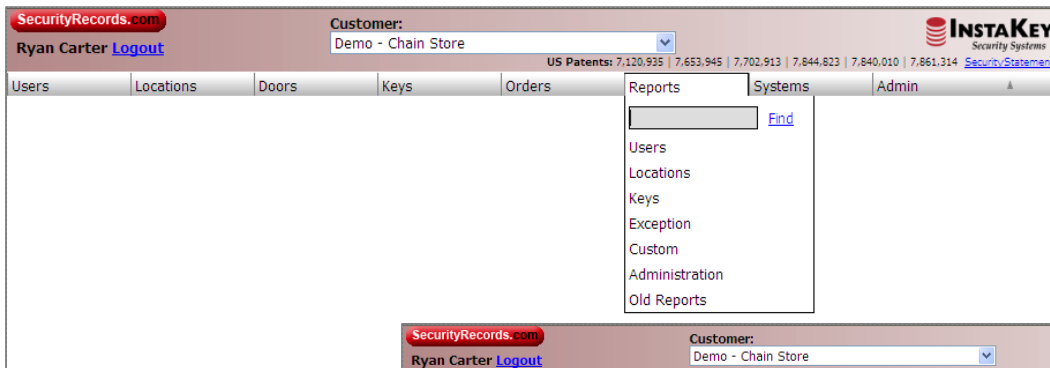 SecurityRecords.com
Customer:
INSTAKEY
Security Systems
Ryan Carter Logout
Demo - Chain Store
US Patents: 7,120,935 | 7,653,945 | 7,702,913 | 7,844,823 | 7,840,010 | 7,861,314 SecurityStatemen
Users Locations Doors Keys Orders Reports Systems Admin
Find
Users
Locations
Keys
Exception
Custom
Administration
Old Reports
SecurityRecords.com
Customer:
Ryan Carter Logout
Demo - Chain Store